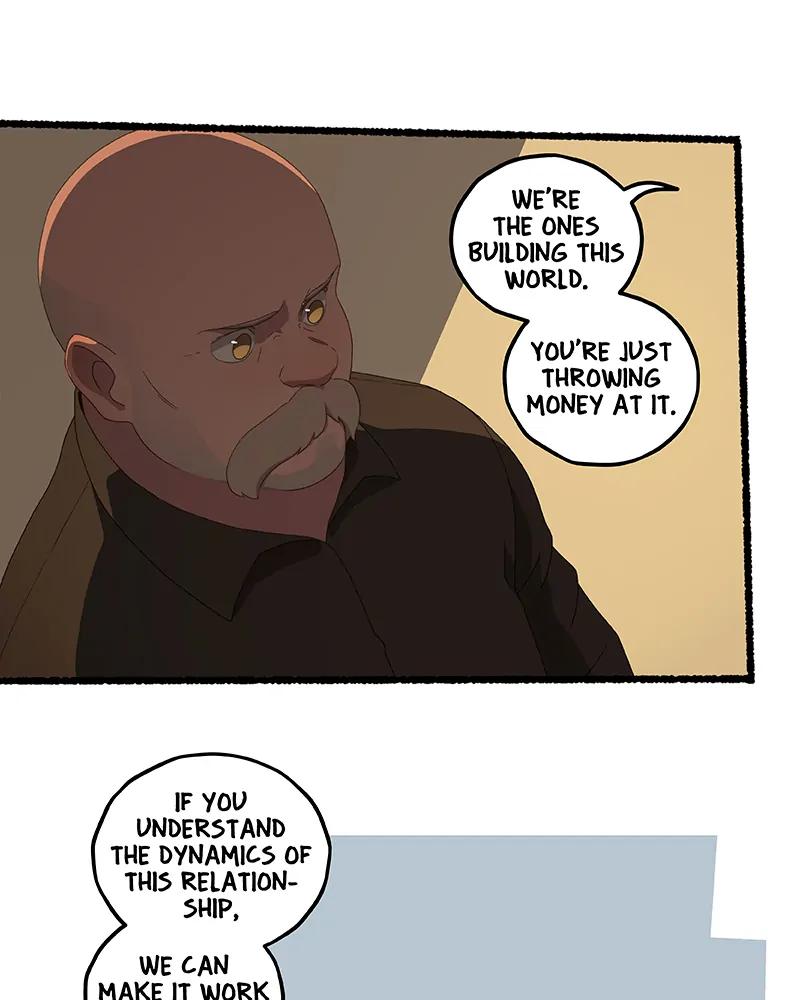 WE'RE
THE ONES
BUILDING THIS
WORLD.
YOU'RE JUST
THROWING
MONEY AT IT.
IF YOU
UNDERSTAND
THE DYNAMICS OF
THIS RELATION-
SHIP,
WE CAN
MAKE IT WORK